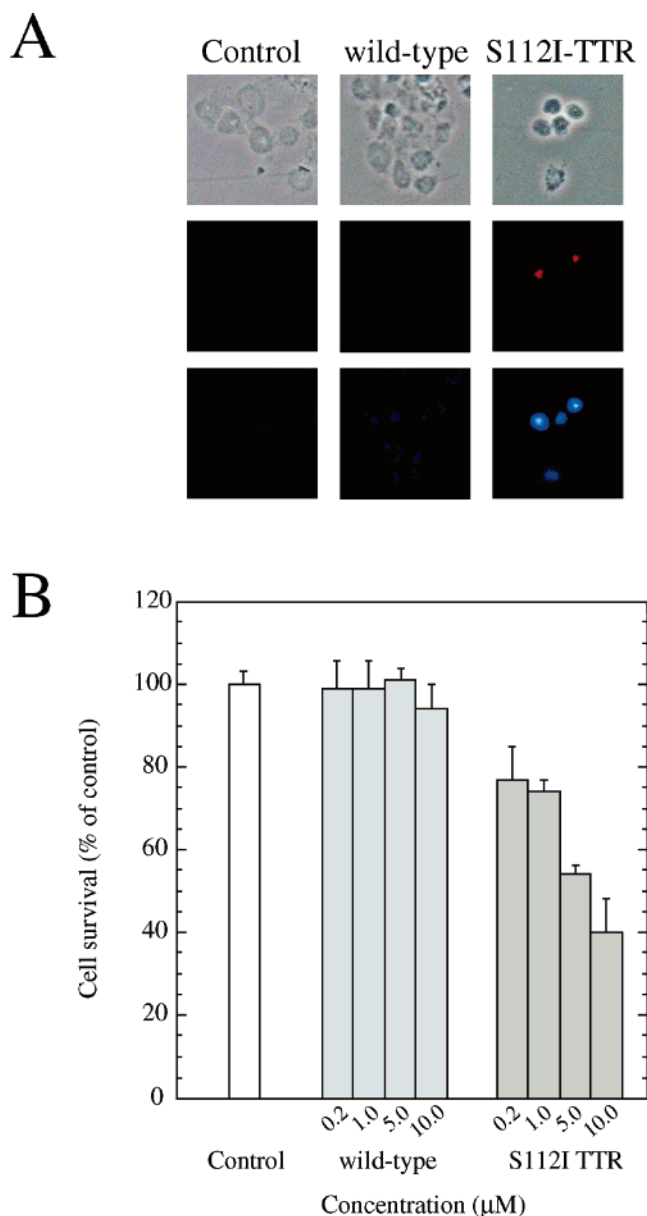 A
Control wild-type S112I-TTR
B
120
100
80
60
40
20
0
Cell survival (% of control)
0.2 1.0 5.0 10.0 0.2 1.0 5.0 10.0
Control wild-type S112I TTR
Concentration (μM)